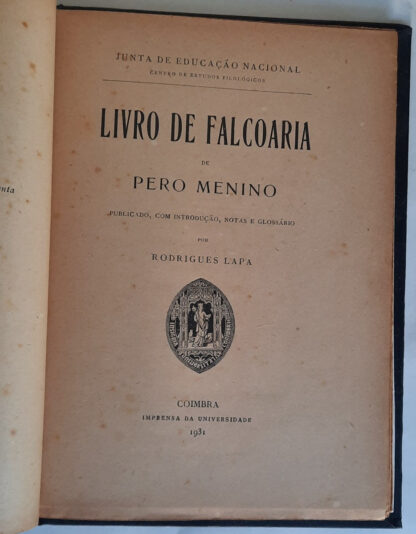 JUNTA DE EDUCAÇÃO NACIONAL
CENTRO DE ESTUDOS FILOLÓGICOS
LIVRO DE FALCOARIA
DE
PERO MENINO
PUBLICADO, COM INTRODUÇÃO, NOTAS E GLOSSÁRIO
POR
RODRIGUES LAPA
COIMBRA
IMPRENSA DA UNIVERSIDADE
1931